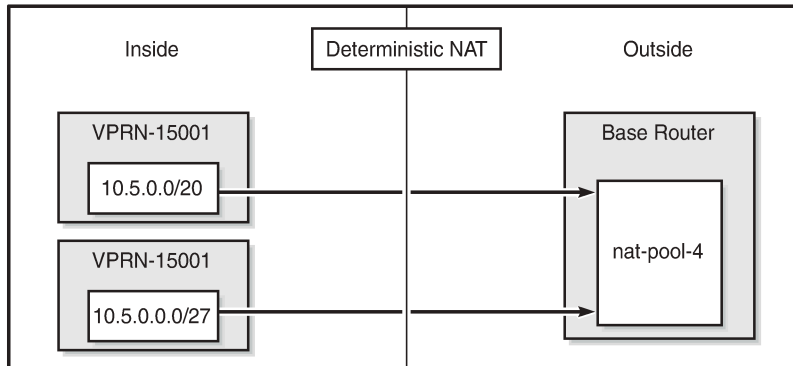 Inside
Deterministic NAT
Outside
VPRN-15001
10.5.0.0/20
VPRN-15001
10.5.0.0.0/27
Base Router
nat-pool-4